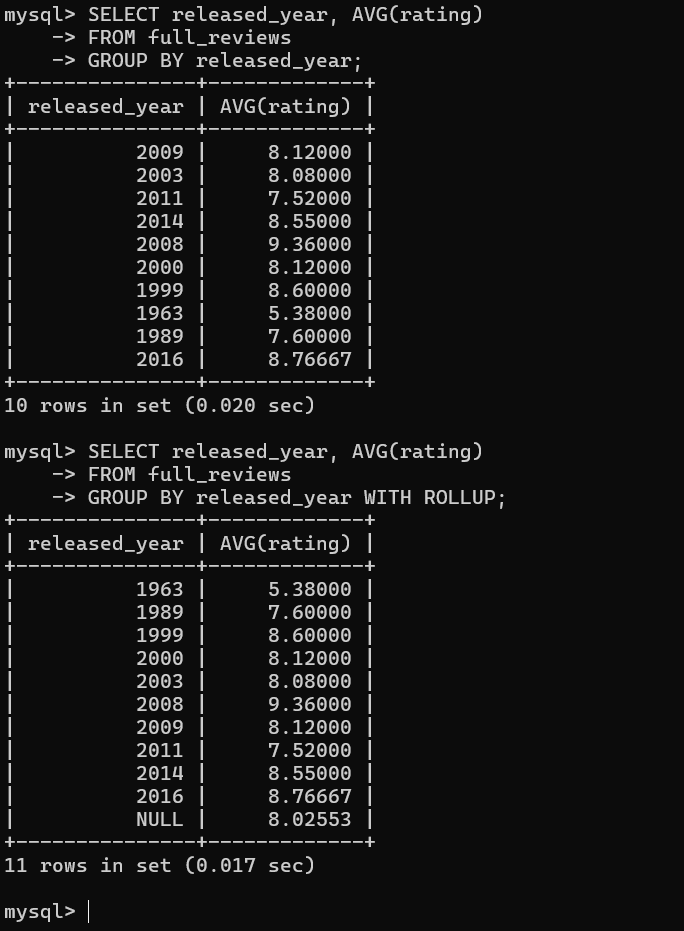 mysql> SELECT released_year, AVG(rating)
    -> FROM full_reviews
    -> GROUP BY released_year;
+---------------+-------------+
| released_year | AVG(rating) |
+---------------+-------------+
|          2009 |     8.12000 |
|          2003 |     8.08000 |
|          2011 |     7.52000 |
|          2014 |     8.55000 |
|          2008 |     9.36000 |
|          2000 |     8.12000 |
|          1999 |     8.60000 |
|          1963 |     5.38000 |
|          1989 |     7.60000 |
|          2016 |     8.76667 |
+---------------+-------------+
10 rows in set (0.020 sec)

mysql> SELECT released_year, AVG(rating)
    -> FROM full_reviews
    -> GROUP BY released_year WITH ROLLUP;
+---------------+-------------+
| released_year | AVG(rating) |
+---------------+-------------+
|          1963 |     5.38000 |
|          1989 |     7.60000 |
|          1999 |     8.60000 |
|          2000 |     8.12000 |
|          2003 |     8.08000 |
|          2008 |     9.36000 |
|          2009 |     8.12000 |
|          2011 |     7.52000 |
|          2014 |     8.55000 |
|          2016 |     8.76667 |
|          NULL |     8.02553 |
+---------------+-------------+
11 rows in set (0.017 sec)

mysql>